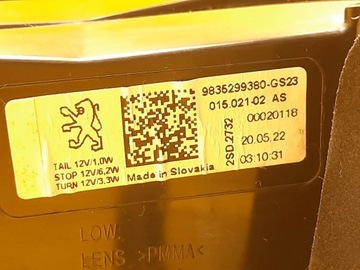 9835299380-GS23
015.021-02 AS
00020118
2SD.2732
20.05.22
03:10:31
TAIL 12V/1,0W
STOP 12V/6,2W
TURN 12V/3,3W
Made in Slovakia
LOW.
LENS >PMMA<